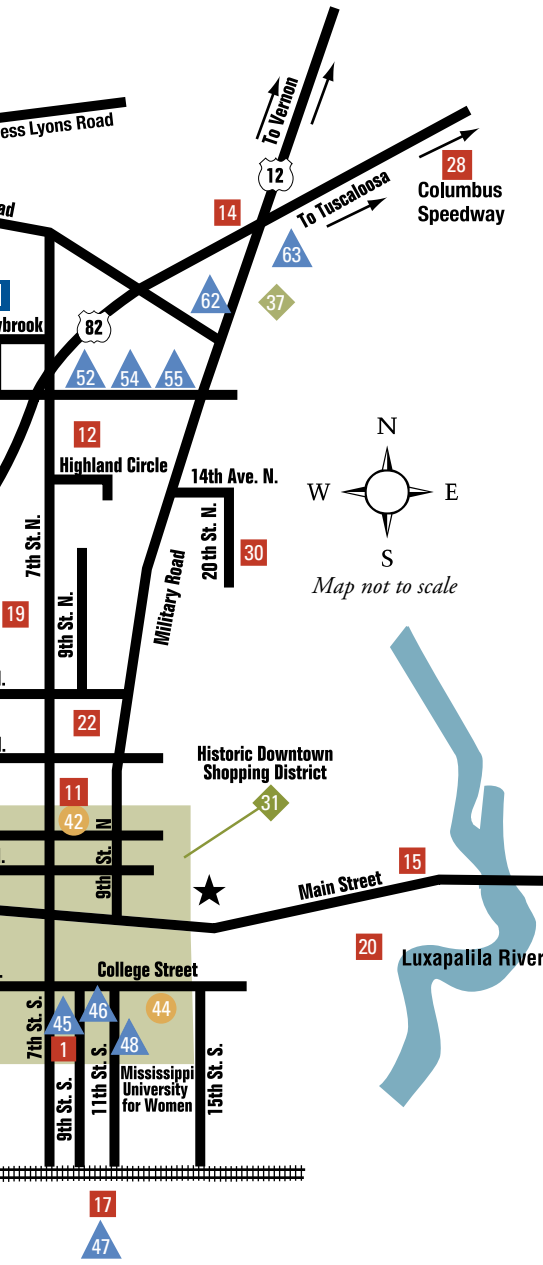 ess Lyons Road
To Vernon
12
28
Columbus
Speedway
To Tuscaloosa
ad
14
63
62
37
ybrook
82
52
54
55
12
Highland Circle
14th Ave. N.
N
W
E
S
Map not to scale
7th St. N.
20 th St. N.
30
Military Road
9th St. N.
19
22
Historic Downtown
Shopping District
31
11
42
9th St. N
15
Main Street
20
Luxapalila River
College Street
7th St. S.
45
46
44
48
1
9th St. S.
11th St. S.
Mississippi
University
for Women
15th St. S.
17
47